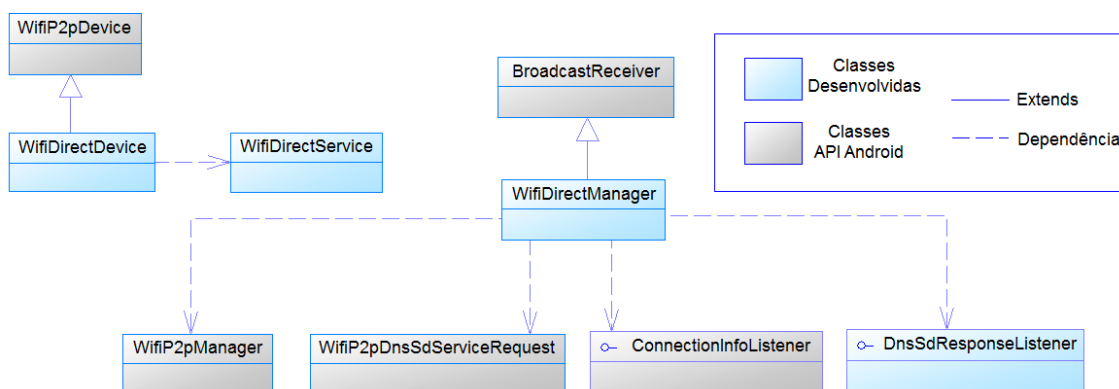 WifiP2pDevice
BroadcastReceiver
Classes
Desenvolvidas
Extends
Classes
API Android
Dependência
WifiDirectDevice
WifiDirectService
WifiDirectManager
WifiP2pManager
WifiP2pDnsSdServiceRequest
ConnectionInfoListener
DnsSdResponseListener